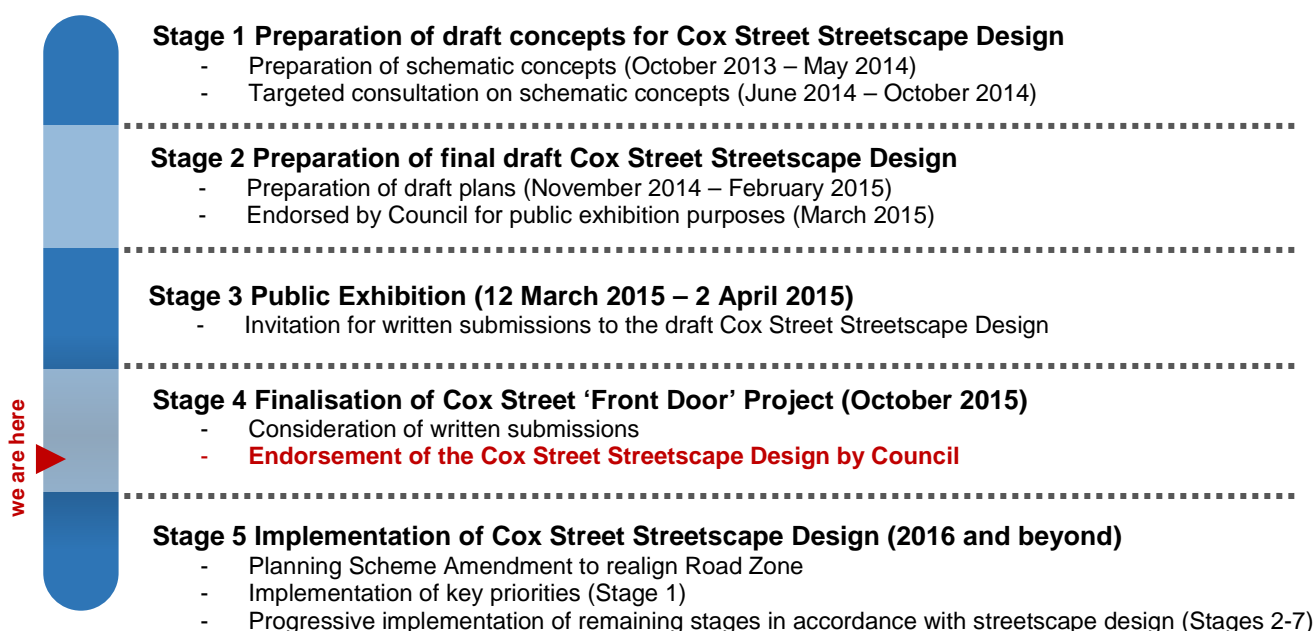 Stage 1 Preparation of draft concepts for Cox Street Streetscape Design
- Preparation of schematic concepts (October 2013 – May 2014)
- Targeted consultation on schematic concepts (June 2014 – October 2014)
Stage 2 Preparation of final draft Cox Street Streetscape Design
- Preparation of draft plans (November 2014 – February 2015)
- Endorsed by Council for public exhibition purposes (March 2015)
Stage 3 Public Exhibition (12 March 2015 – 2 April 2015)
- Invitation for written submissions to the draft Cox Street Streetscape Design
we are here
Stage 4 Finalisation of Cox Street ‘Front Door’ Project (October 2015)
- Consideration of written submissions
- Endorsement of the Cox Street Streetscape Design by Council
Stage 5 Implementation of Cox Street Streetscape Design (2016 and beyond)
- Planning Scheme Amendment to realign Road Zone
- Implementation of key priorities (Stage 1)
- Progressive implementation of remaining stages in accordance with streetscape design (Stages 2-7)